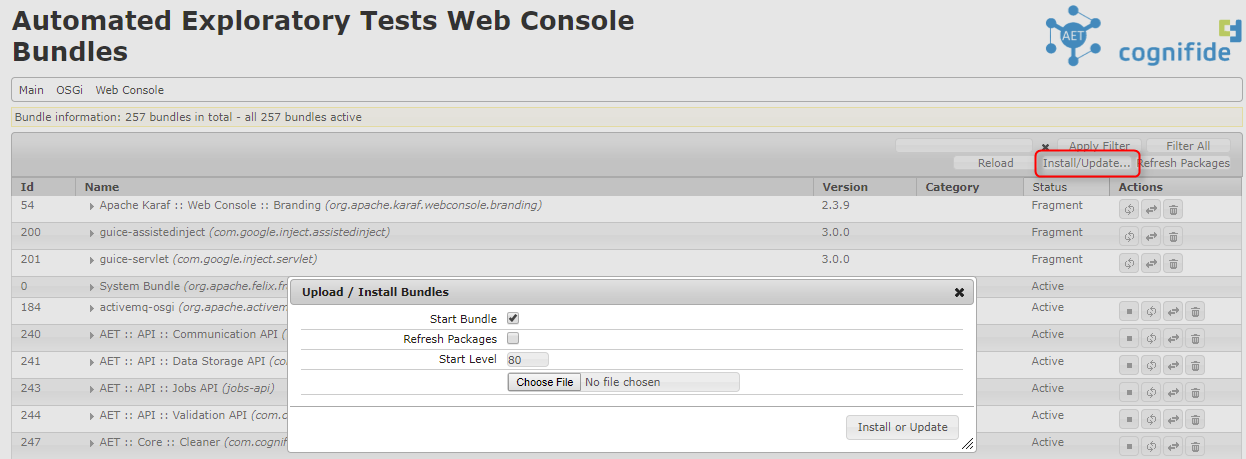 Automated Exploratory Tests Web Console
Bundles
AET
cognifide
Main OSGi Web Console
Bundle information: 257 bundles in total - all 257 bundles active
Apply Filter Filter All
Reload Install/Update... Refresh Packages
Id Name Version Category Status Actions
54 Apache Karaf :: Web Console :: Branding (org.apache.karaf.webconsole.branding) 2.3.9 Fragment
200 guice-assistedinject (com.google.inject.assistedinject) 3.0.0 Fragment
201 guice-servlet (com.google.inject.servlet) 3.0.0 Fragment
0 System Bundle (org.apache.felix.fr Active
184 activemq-osgi (org.apache.activem Active
240 AET :: API :: Communication API ( Active
241 AET :: API :: Data Storage API (co Active
243 AET :: API :: Jobs API (jobs-api) Active
244 AET :: API :: Validation API (com.c Active
247 AET :: Core :: Cleaner (com.cognif Active
Upload / Install Bundles
Start Bundle
Refresh Packages
Start Level 80
Choose File No file chosen
Install or Update